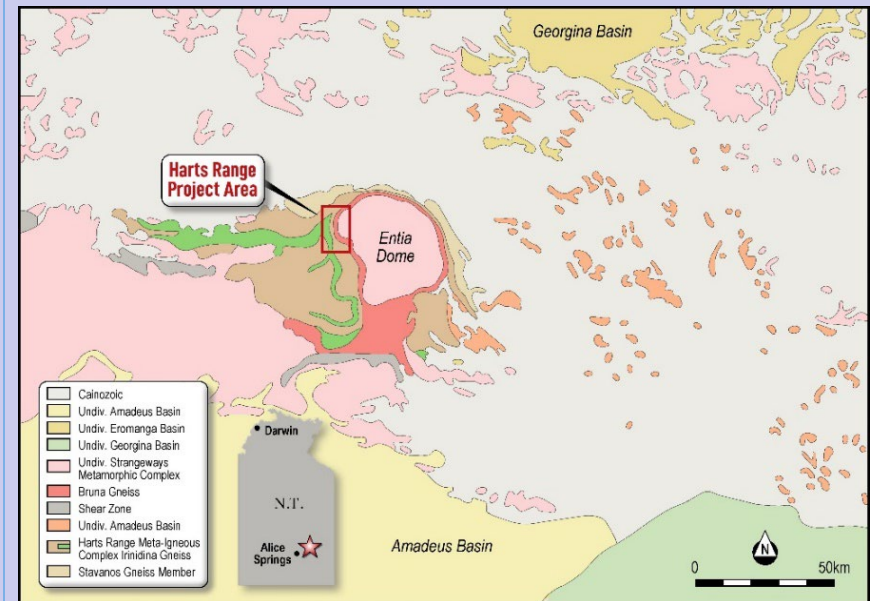 Georgina Basin
Harts Range
Project Area
Entia
Dome
Cainozoic
Undiv. Amadeus Basin
Undiv. Eromanga Basin
Undiv. Georgina Basin
Undiv. Strangeways
Metamorphic Complex
Bruna Gneiss
Shear Zone
Undiv. Amadeus Basin
Harts Range Meta-Igneous
Complex Irinidina Gneiss
Stavanos Gneiss Member
Darwin
N.T.
Alice
Springs
Amadeus Basin
N
0 50km